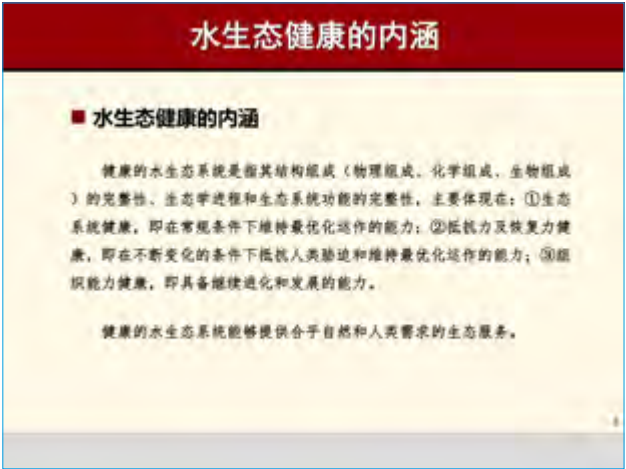 水生态健康的内涵
■ 水生态健康的内涵
健康的水生态系统是指其结构组成（物理组成、化学组成、生物组成
）的完整性、生态学进程和生态系统功能的完整性，主要体现在：①生态
系统健康，即在常规条件下维持最优化运作的能力；②抵抗力及恢复力健
康，即在不断变化的条件下抵抗人类胁迫和维持最优化运作的能力；③组
织能力健康，即具备继续进化和发展的能力。
健康的水生态系统能够提供合乎自然和人类需求的生态服务。